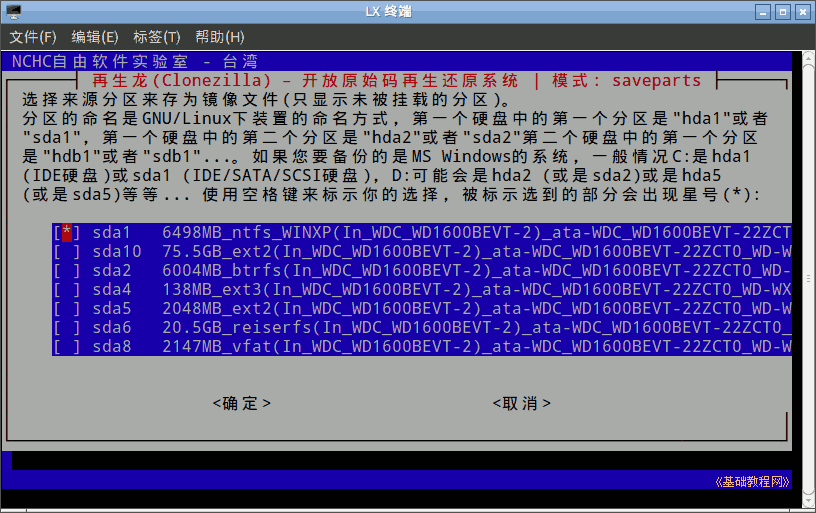 LX 终端
文件(F) 编辑(E) 标签(T) 帮助(H)
NCHC自由软件实验室 - 台湾
再生龙(Clonezilla) - 开放原始码再生还原系统 | 模式: saveparts
选择来源分区来存为镜像文件(只显示未被挂载的分区)。
分区的命名是GNU/Linux下装置的命名方式, 第一个硬盘中的第一个分区是"hda1"或者
"sda1", 第一个硬盘中的第二个分区是"hda2"或者"sda2"第二个硬盘中的第一个分区
是"hdb1"或者"sdb1"...。如果您要备份的是MS Windows的系统, 一般情况C:是hda1
(IDE硬盘)或sda1 (IDE/SATA/SCSI硬盘), D:可能会是hda2 (或是sda2)或是hda5
(或是sda5)等等... 使用空格键来标示你的选择, 被标示选到的部分会出现星号(*):
[*] sda1 6498MB_ntfs_WINXP(In_WDC_WD1600BEVT-2)_ata-WDC_WD1600BEVT-22ZCT
[ ] sda10 75.5GB_ext2(In_WDC_WD1600BEVT-2)_ata-WDC_WD1600BEVT-22ZCT0_WD-W
[ ] sda2 6004MB_btrfs(In_WDC_WD1600BEVT-2)_ata-WDC_WD1600BEVT-22ZCT0_WD-
[ ] sda4 138MB_ext3(In_WDC_WD1600BEVT-2)_ata-WDC_WD1600BEVT-22ZCT0_WD-WX
[ ] sda5 2048MB_ext2(In_WDC_WD1600BEVT-2)_ata-WDC_WD1600BEVT-22ZCT0_WD-W
[ ] sda6 20.5GB_reiserfs(In_WDC_WD1600BEVT-2)_ata-WDC_WD1600BEVT-22ZCT0_
[ ] sda8 2147MB_vfat(In_WDC_WD1600BEVT-2)_ata-WDC_WD1600BEVT-22ZCT0_WD-W
<确定> <取消>
《基础教程网》